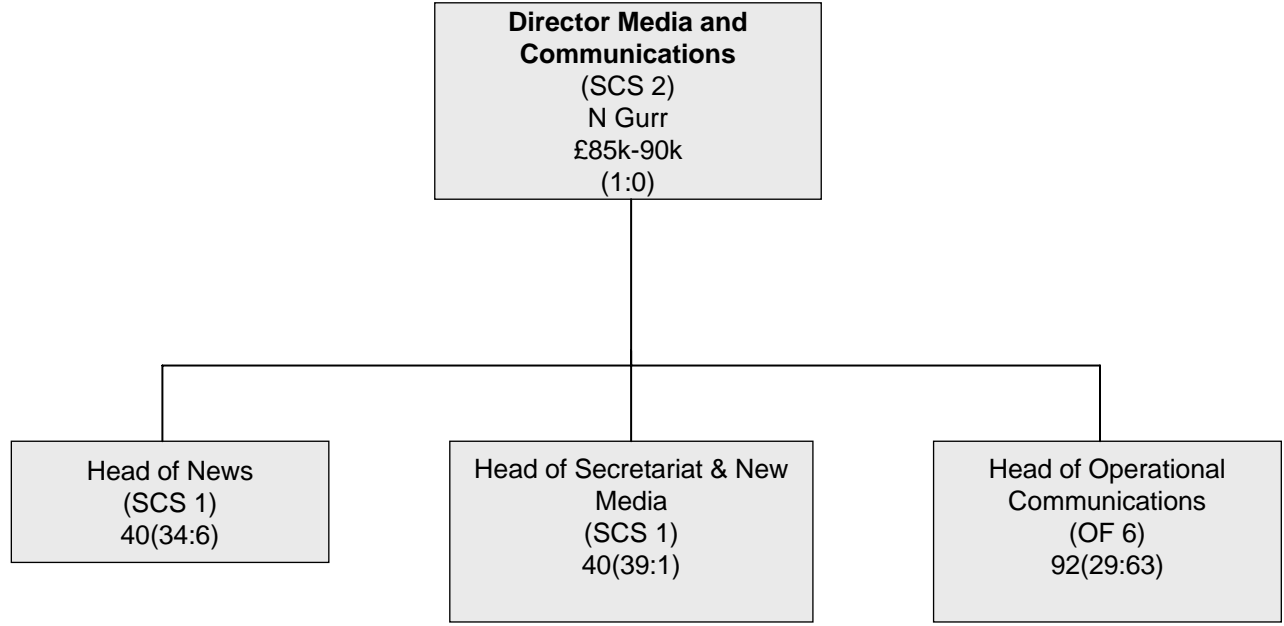 Director Media and
Communications
(SCS 2)
N Gurr
£85k-90k
(1:0)
Head of News
(SCS 1)
40(34:6)
Head of Secretariat & New
Media
(SCS 1)
40(39:1)
Head of Operational
Communications
(OF 6)
92(29:63)